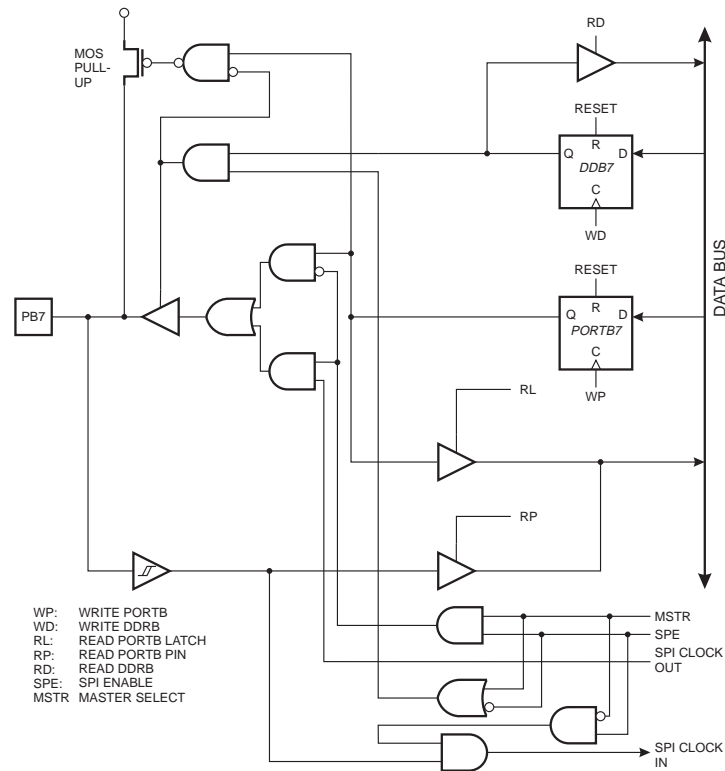 MOS
PULL-
UP
RD
RESET
R
Q
D
DDB7
C
WD
RESET
R
Q
D
PORTB7
C
WP
DATA BUS
PB7
RL
RP
WP: WRITE PORTB
WD: WRITE DDRB
RL: READ PORTB LATCH
RP: READ PORTB PIN
RD: READ DDRB
SPE: SPI ENABLE
MSTR MASTER SELECT
MSTR
SPE
SPI CLOCK
OUT
SPI CLOCK
IN